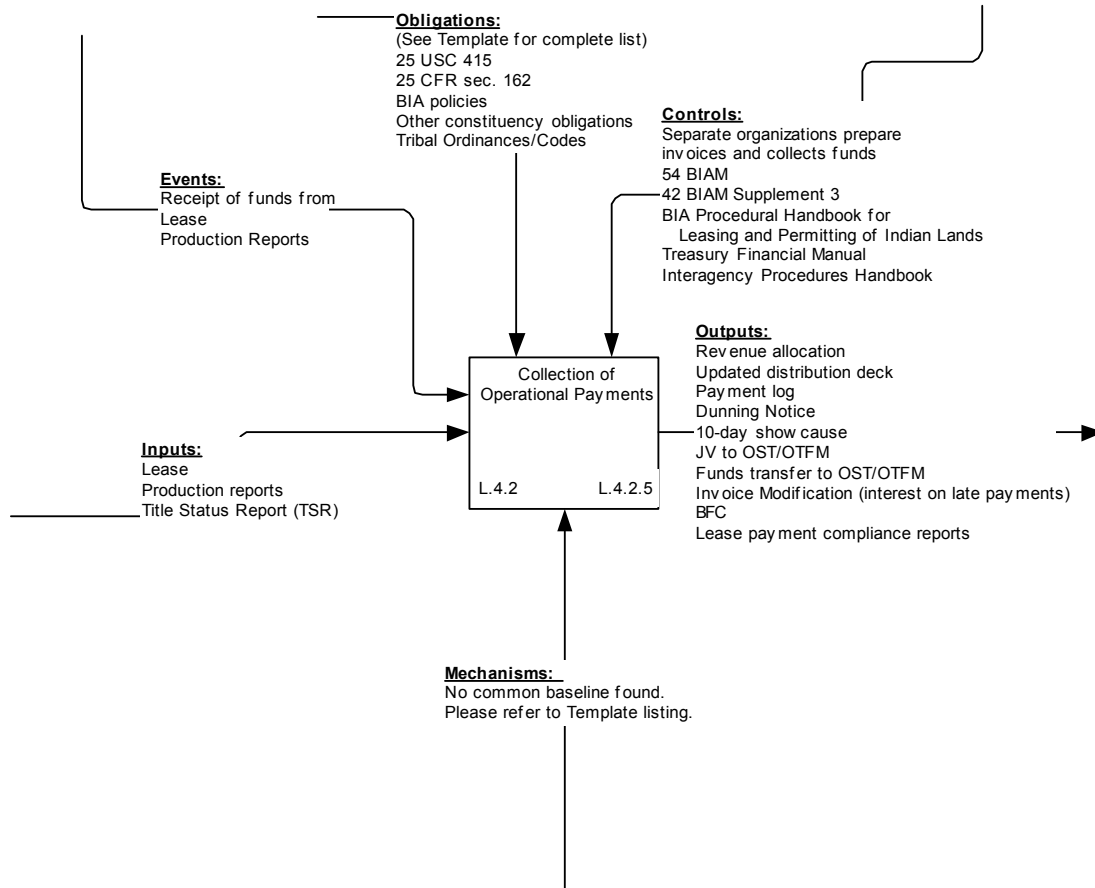 Obligations:
(See Template for complete list)
25 USC 415
25 CFR sec. 162
BIA policies
Other constituency obligations
Tribal Ordinances/Codes
Controls:
Separate organizations prepare
invoices and collects funds
54 BIAM
42 BIAM Supplement 3
BIA Procedural Handbook for
Leasing and Permitting of Indian Lands
Treasury Financial Manual
Interagency Procedures Handbook
Events:
Receipt of funds from
Lease
Production Reports
Collection of
Operational Payments
L.4.2 L.4.2.5
Inputs:
Lease
Production reports
Title Status Report (TSR)
Outputs:
Revenue allocation
Updated distribution deck
Payment log
Dunning Notice
10-day show cause
JV to OST/OTFM
Funds transfer to OST/OTFM
Invoice Modification (interest on late payments)
BFC
Lease payment compliance reports
Mechanisms:
No common baseline found.
Please refer to Template listing.